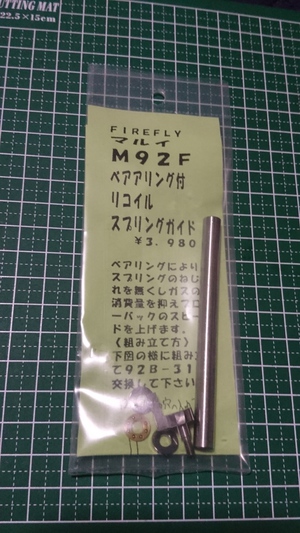 CUTTING MAT
22.5×15cm
FIREFLY
マルイ
M92F
ベアアリング付
リコイル
スプリングガイド
¥3.980
ベアリングにより
スプリングのねじ
れを無くしガスの
消費量を抑えブロ
ーバックのスピー
ドを上げます。
〈組み立て方〉
下図の様に組み立
て92B-31
交換して下さい